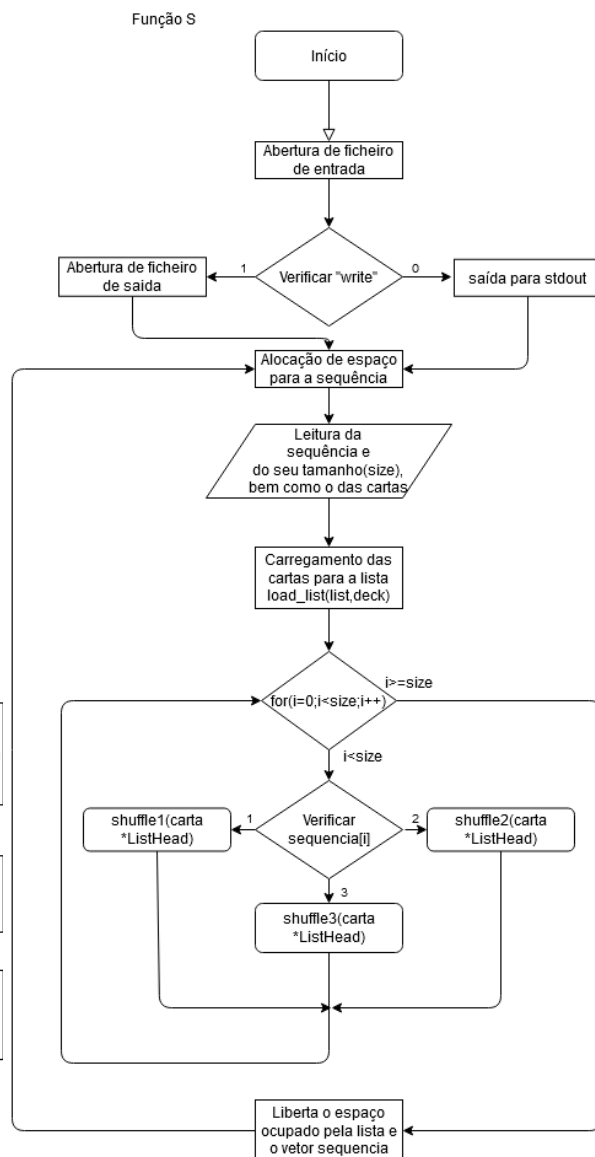 Função S
Início
Abertura de ficheiro
de entrada
Verificar "write"
1
0
Abertura de ficheiro
de saida
saída para stdout
Alocação de espaço
para a sequência
Leitura da
sequência e
do seu tamanho(size),
bem como o das cartas
Carregamento das
cartas para a lista
load_list(list,deck)
for(i=0;i<size;i++)
i>=size
i<size
Verificar
sequencia[i]
1
2
3
shuffle1(carta
*ListHead)
shuffle2(carta
*ListHead)
shuffle3(carta
*ListHead)
Liberta o espaço
ocupado pela lista e
o vetor sequencia